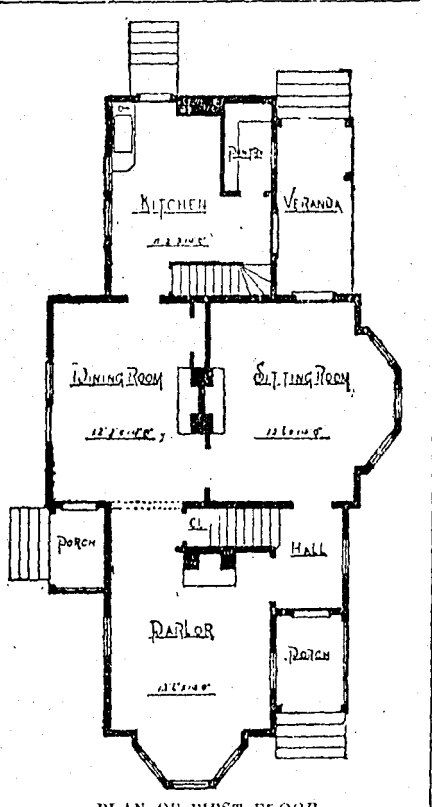 PANTRY
KITCHEN
VERANDA
DINING ROOM
SITTING ROOM
PORCH
CL
HALL
PARLOR
PORCH
PLAN OF FIRST FLOOR